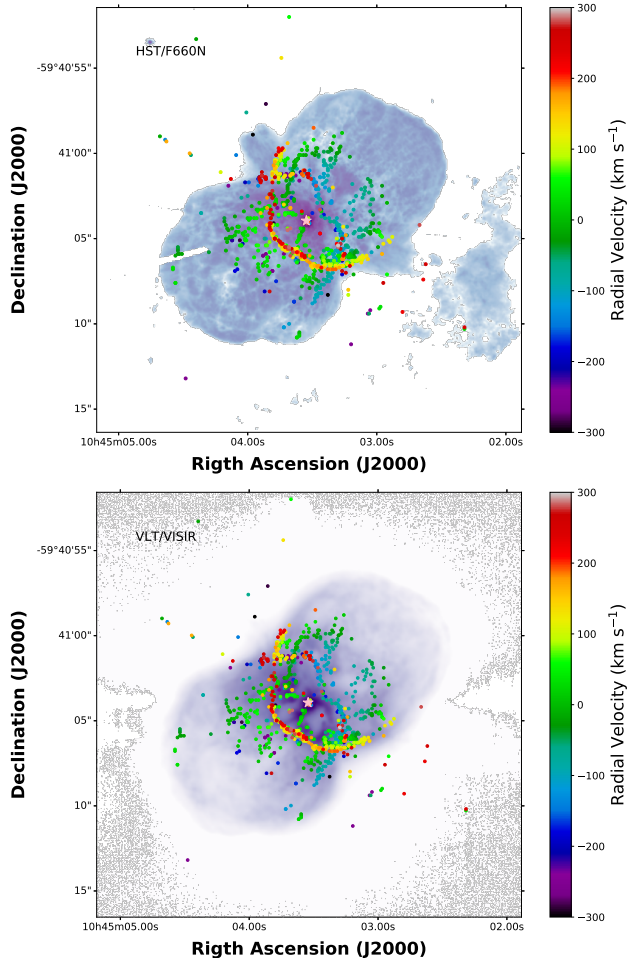 HST/F660N
-59°40'55"
41'00"
05"
10"
15"
10h45m05.00s
04.00s
03.00s
02.00s
Rigth Ascension (J2000)
Declination (J2000)
300
200
100
0
−100
−200
−300
Radial Velocity (km s⁻¹)
VLT/VISIR
-59°40'55"
41'00"
05"
10"
15"
10h45m05.00s
04.00s
03.00s
02.00s
Rigth Ascension (J2000)
Declination (J2000)
300
200
100
0
−100
−200
−300
Radial Velocity (km s⁻¹)